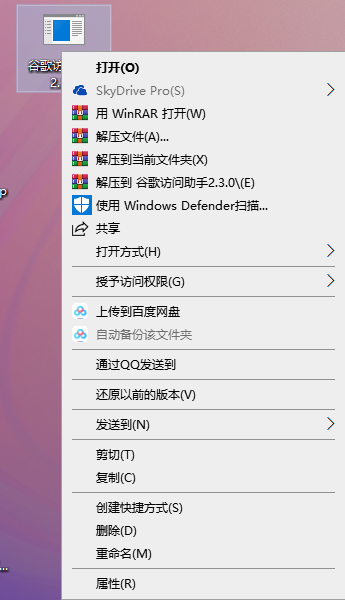 谷歌访
2.
打开(O)
SkyDrive Pro(S)
用 WinRAR 打开(W)
解压文件(A)...
解压到当前文件夹(X)
解压到 谷歌访问助手2.3.0\(E)
使用 Windows Defender扫描...
共享
打开方式(H)
授予访问权限(G)
上传到百度网盘
自动备份该文件夹
通过QQ发送到
还原以前的版本(V)
发送到(N)
剪切(T)
复制(C)
创建快捷方式(S)
删除(D)
重命名(M)
属性(R)